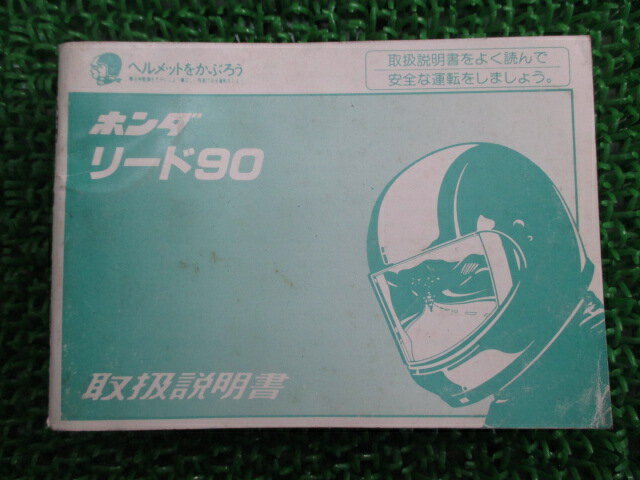 ヘルメットをかぶろう
取扱説明書をよく読んで
安全な運転をしましょう。
ホンダ
リード90
取扱説明書